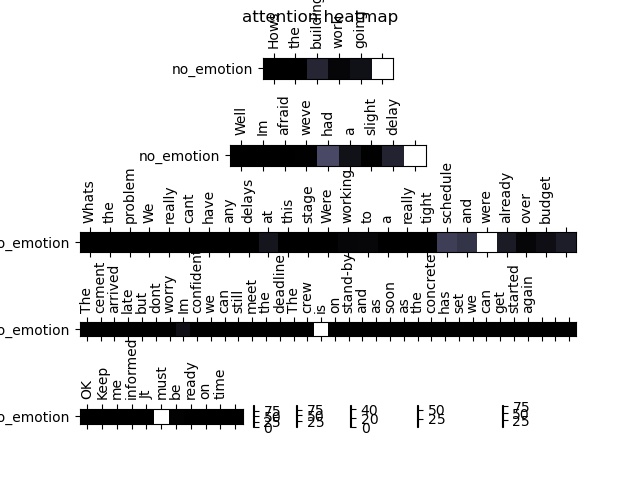 attention heatmap
Hows the building work going
no_emotion
Well Im afraid weve had a slight delay
no_emotion
Whats the problem We really cant have any delays at this stage Were working to a really tight schedule and were already over budget
o_emotion
The cement arrived late but dont worry Im confident we can still meet the deadline The crew is on stand-by and as soon as the concrete has set we can get started again
o_emotion
OK Keep me informed It must be ready on time
o_emotion
75 50 25 0
75 50 25
40 20 0
50 25
75 50 25